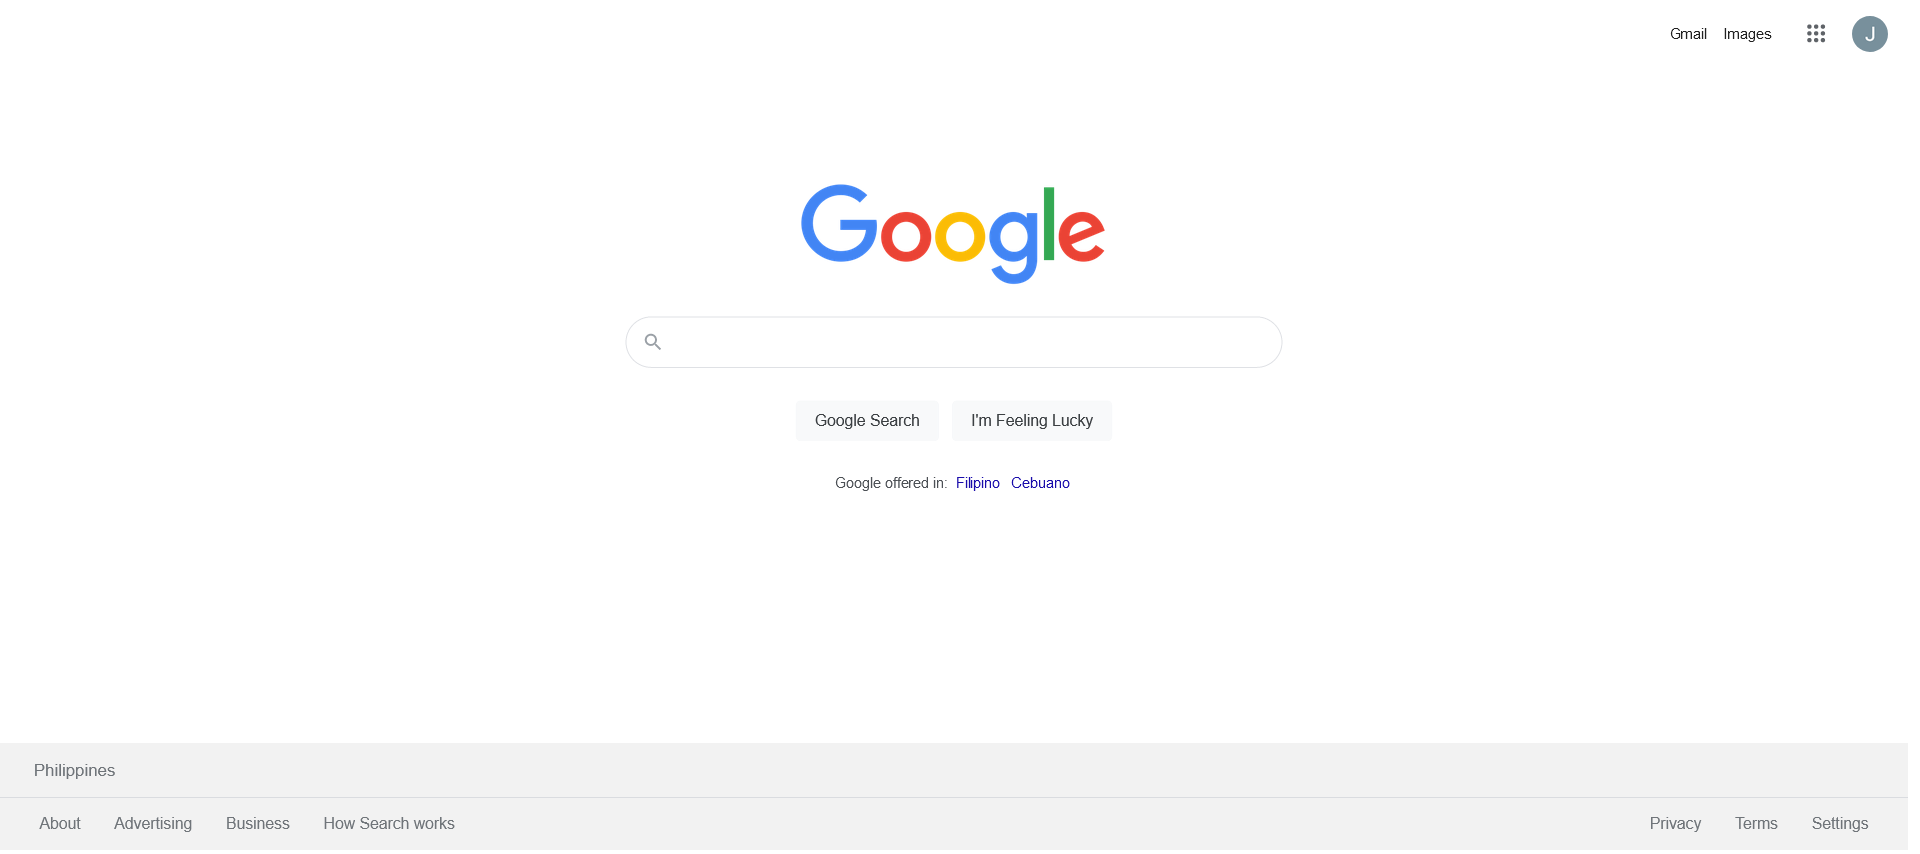 Gmail Images J
Google
Google Search I'm Feeling Lucky
Google offered in: Filipino Cebuano
Philippines
About Advertising Business How Search works Privacy Terms Settings